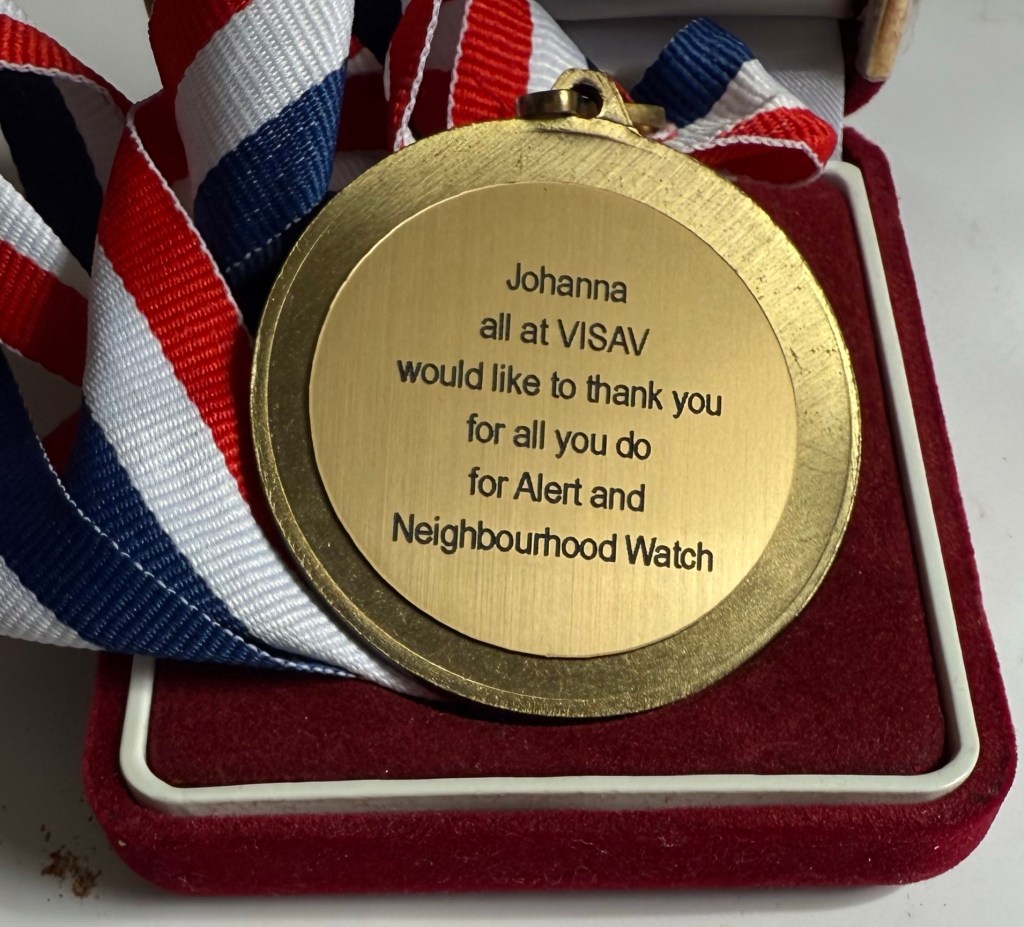 Johanna
all at VISAV
would like to thank you
for all you do
for Alert and
Neighbourhood Watch